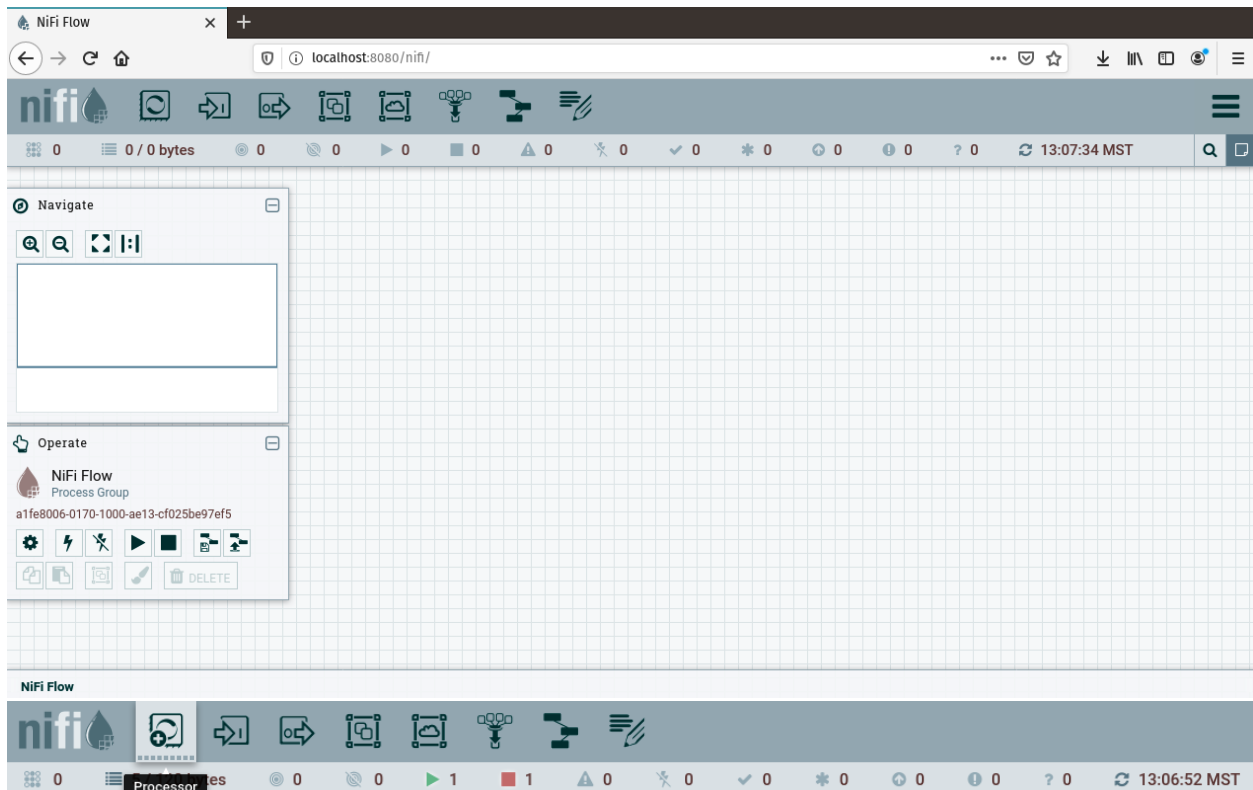 NiFi Flow
localhost:8080/nifi/
nifi
0 0 / 0 bytes 0 0 0 0 0 0 0 0 0 0 ? 0 13:07:34 MST
Navigate
Operate
NiFi Flow
Process Group
a1fe8006-0170-1000-ae13-cf025be97ef5
DELETE
NiFi Flow
nifi
0 5 / 120 bytes 0 0 1 1 0 0 0 0 0 0 ? 0 13:06:52 MST
Processor